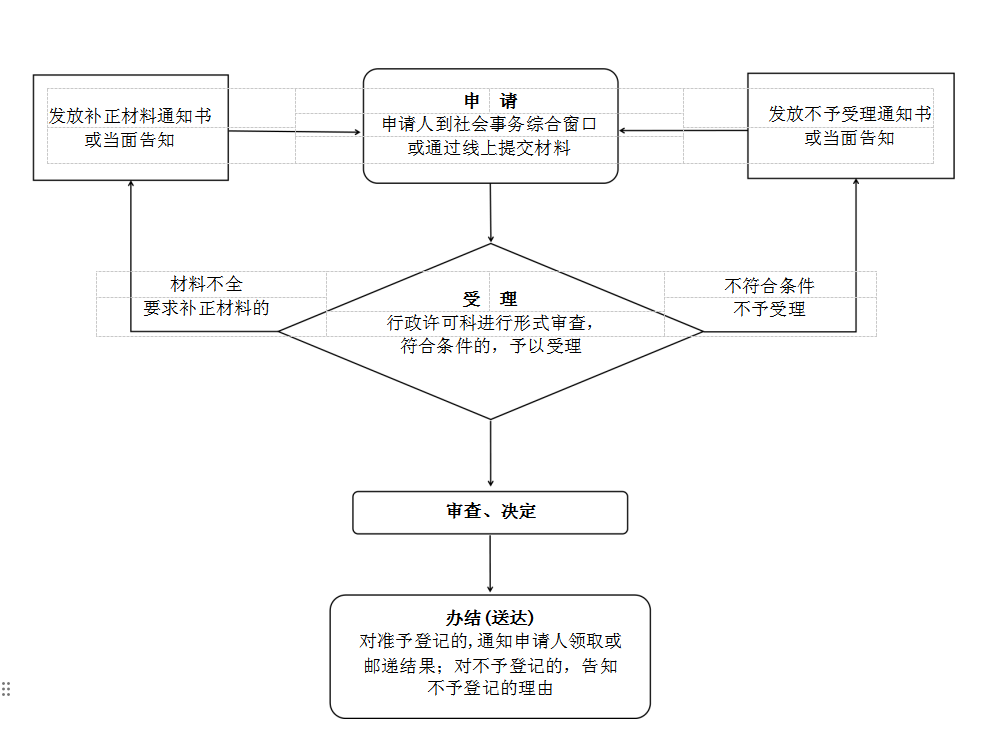 发放补正材料通知书
或当面告知
申 请
申请人到社会事务综合窗口
或通过线上提交材料
发放不予受理通知书
或当面告知
材料不全
要求补正材料的
受 理
行政许可科进行形式审查，
符合条件的，予以受理
不符合条件
不予受理
审查、决定
办结(送达)
对准予登记的,通知申请人领取或
邮递结果；对不予登记的，告知
不予登记的理由